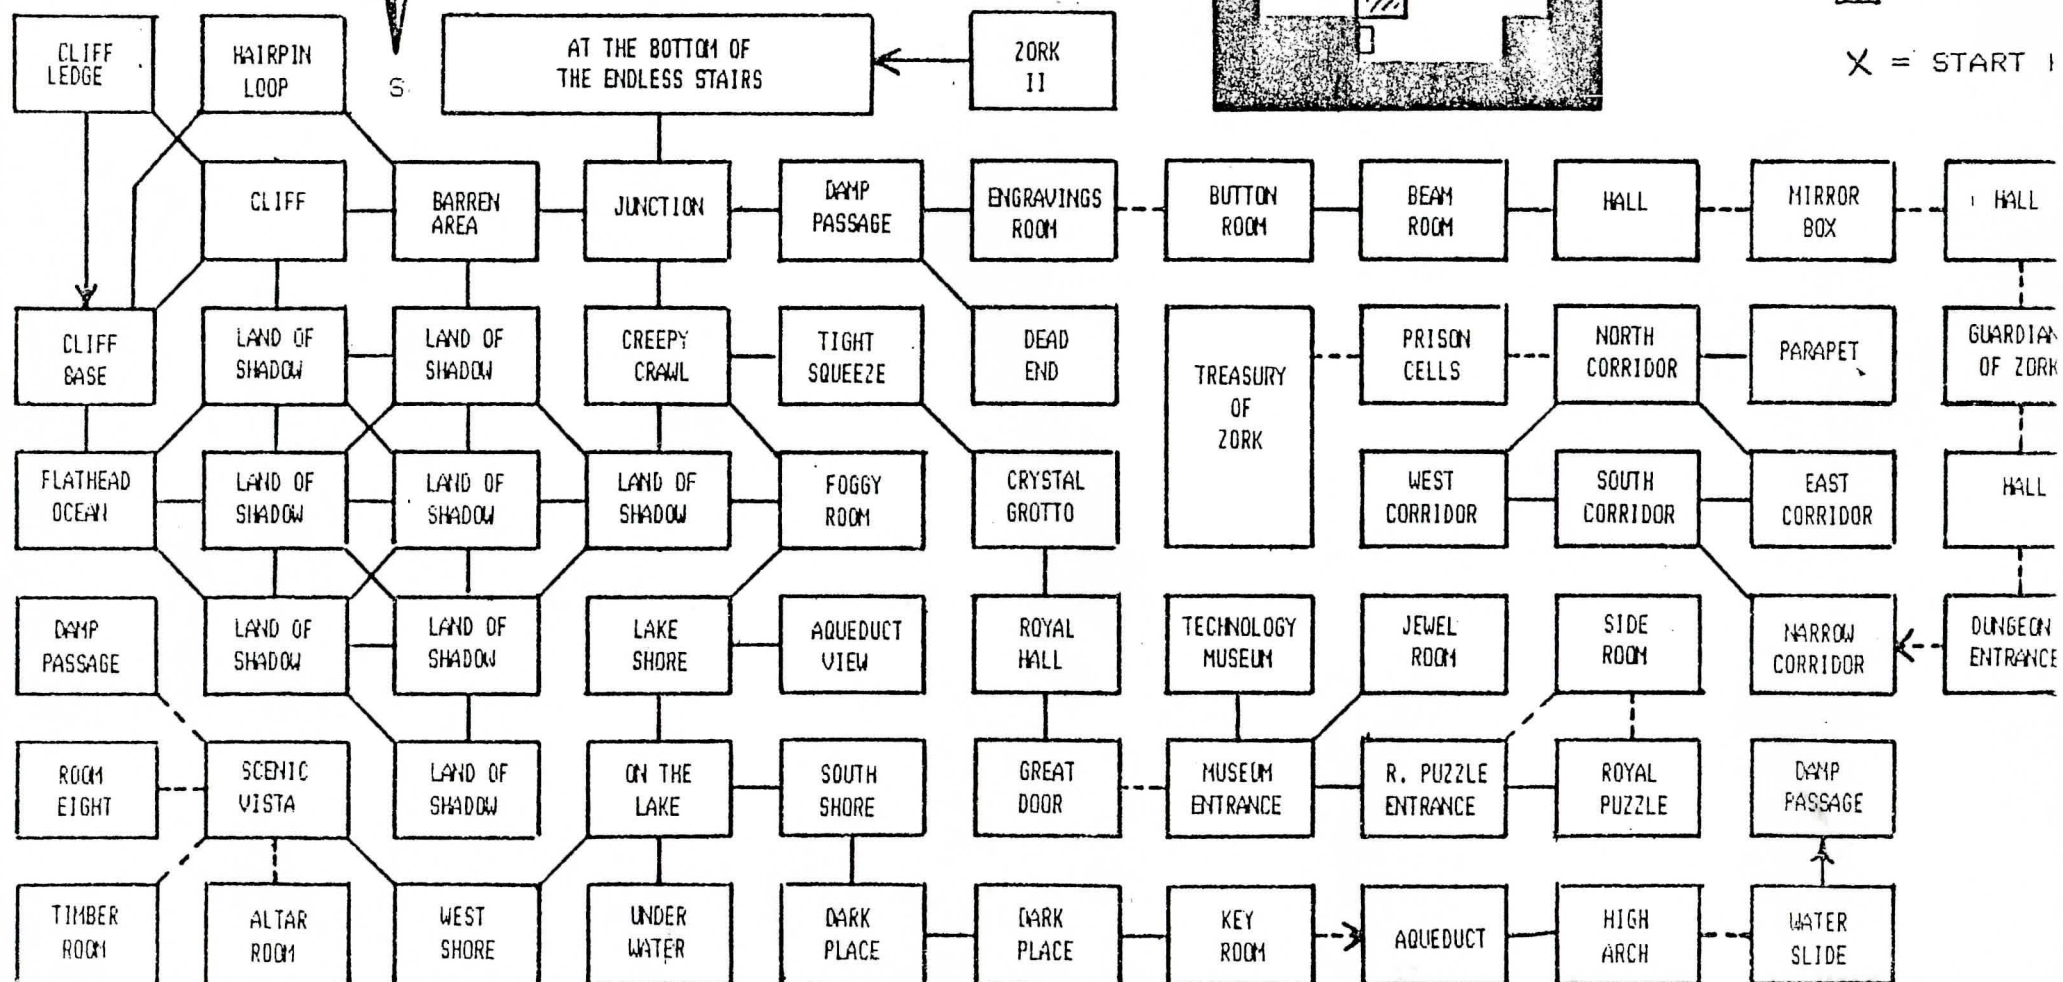 CLIFF
LEDGE
HAIRPIN
LOOP
S
AT THE BOTTOM OF
THE ENDLESS STAIRS
ZORK
II
X = START
CLIFF
BARREN
AREA
JUNCTION
DAMP
PASSAGE
ENGRAVINGS
ROOM
BUTTON
ROOM
BEAM
ROOM
HALL
MIRROR
BOX
HALL
CLIFF
BASE
LAND OF
SHADOW
LAND OF
SHADOW
CREEPY
CRAWL
TIGHT
SQUEEZE
DEAD
END
TREASURY
OF
ZORK
PRISON
CELLS
NORTH
CORRIDOR
PARAPET
GUARDIAN
OF ZORK
FLATHEAD
OCEAN
LAND OF
SHADOW
LAND OF
SHADOW
LAND OF
SHADOW
FOGGY
ROOM
CRYSTAL
GROTTO
WEST
CORRIDOR
SOUTH
CORRIDOR
EAST
CORRIDOR
HALL
DAMP
PASSAGE
LAND OF
SHADOW
LAND OF
SHADOW
LAKE
SHORE
AQUEDUCT
VIEW
ROYAL
HALL
TECHNOLOGY
MUSEUM
JEWEL
ROOM
SIDE
ROOM
NARROW
CORRIDOR
DUNGEON
ENTRANCE
ROOM
EIGHT
SCENIC
VISTA
LAND OF
SHADOW
ON THE
LAKE
SOUTH
SHORE
GREAT
DOOR
MUSEUM
ENTRANCE
R. PUZZLE
ENTRANCE
ROYAL
PUZZLE
DAMP
PASSAGE
TIMBER
ROOM
ALTAR
ROOM
WEST
SHORE
UNDER
WATER
DARK
PLACE
DARK
PLACE
KEY
ROOM
AQUEDUCT
HIGH
ARCH
WATER
SLIDE